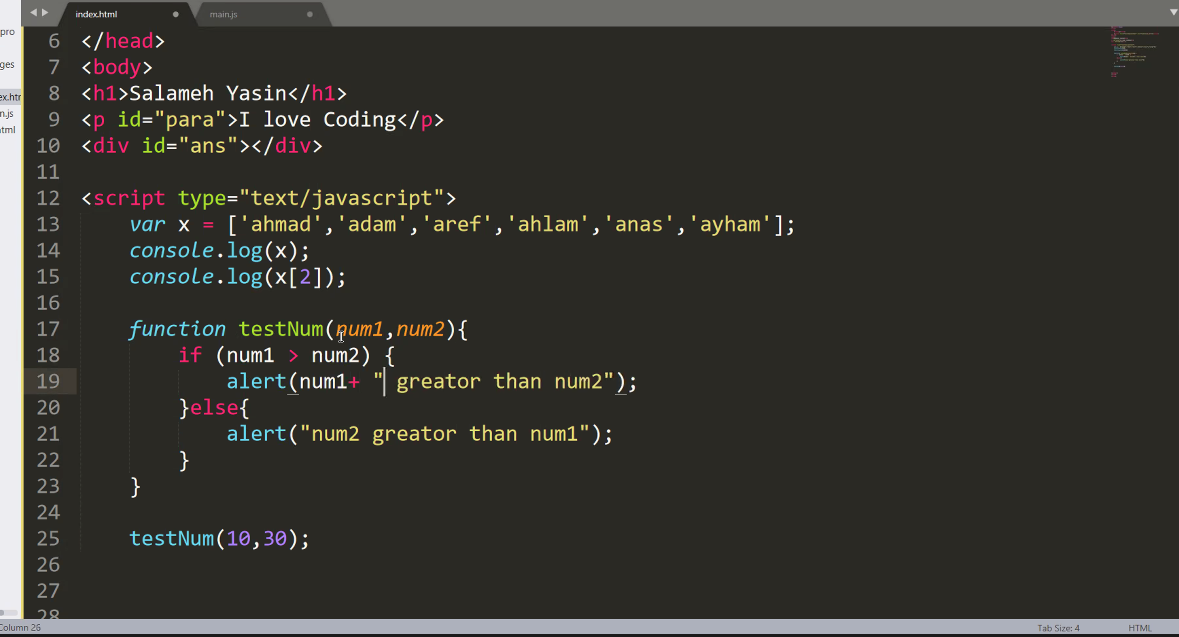 index.html
main.js
pro
6 </head>
ges
7 <body>
8 <h1>Salameh Yasin</h1>
ex.htr
n.js
9 <p id="para">I love Coding</p>
tml
10 <div id="ans"></div>
11
12 <script type="text/javascript">
13 var x = ['ahmad','adam','aref','ahlam','anas','ayham'];
14 console.log(x);
15 console.log(x[2]);
16
17 function testNum(num1,num2){
18 if (num1 > num2) {
19 alert(num1+ " greator than num2");
20 }else{
21 alert("num2 greator than num1");
22 }
23 }
24
25 testNum(10,30);
26
27
28
Column 26
Tab Size: 4
HTML